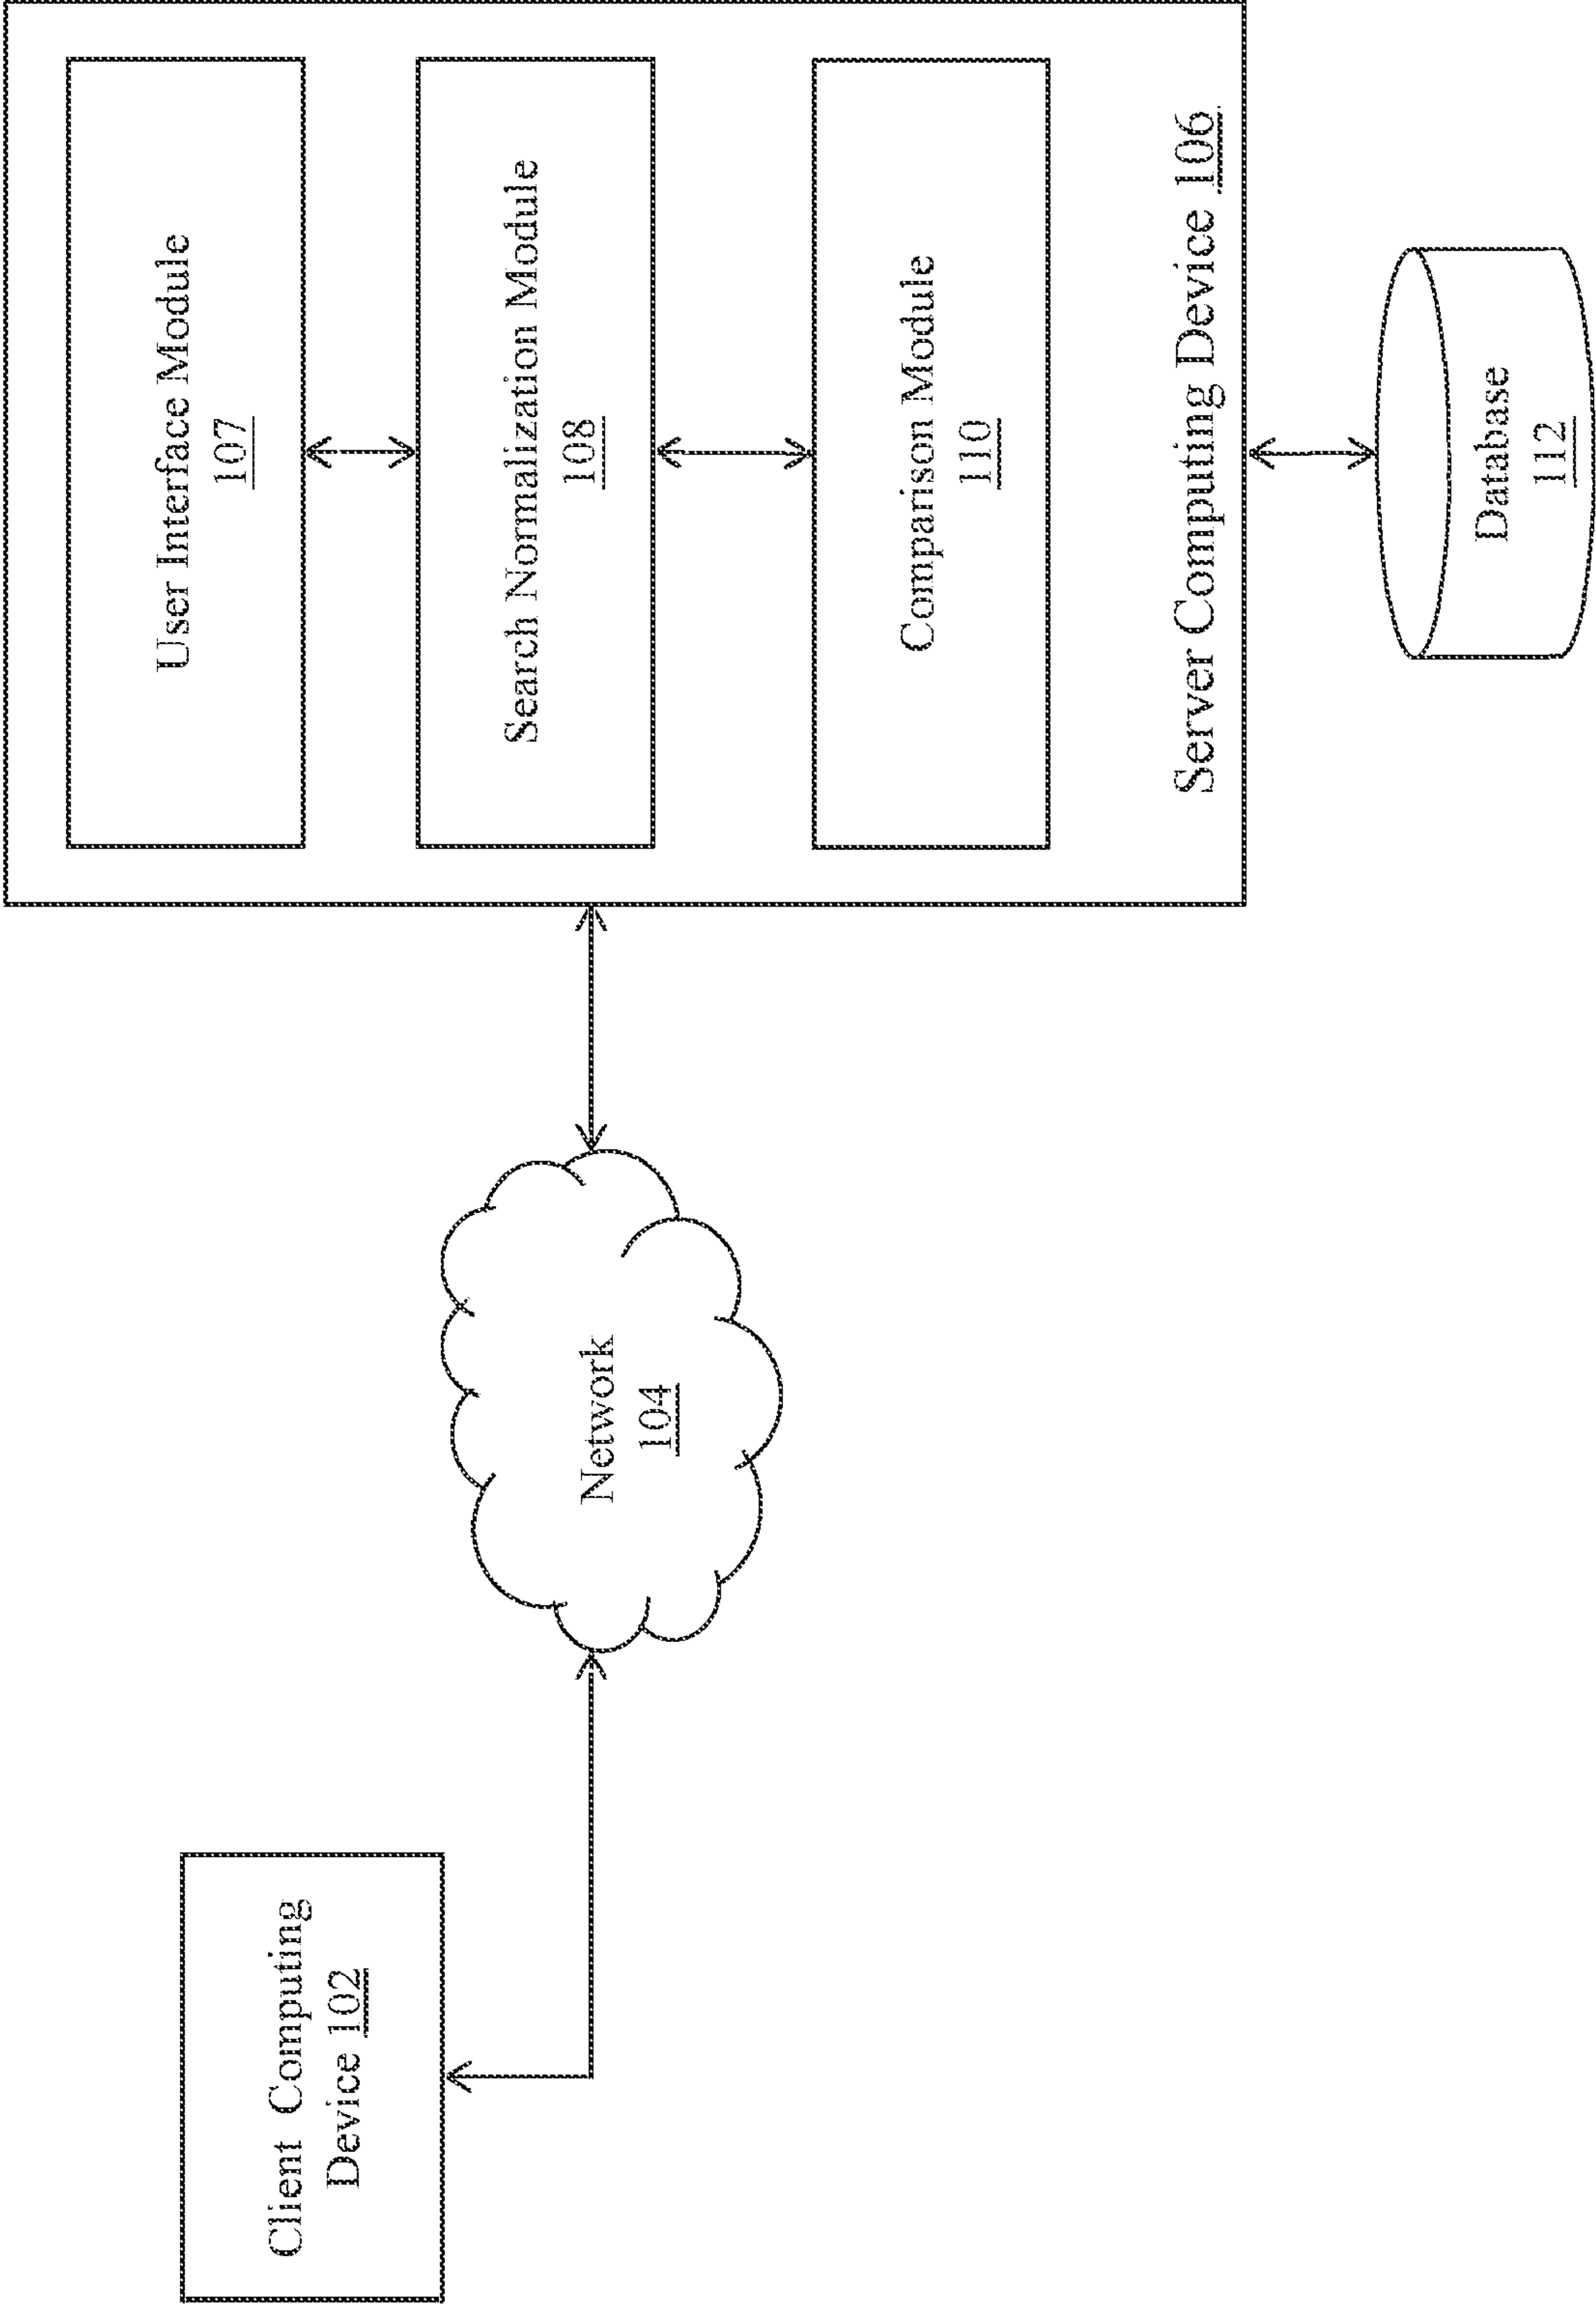 User Interface Module
107
Search Normalization Module
108
Comparison Module
110
Server Computing Device 106
Database
112
Network
104
Client Computing
Device 102